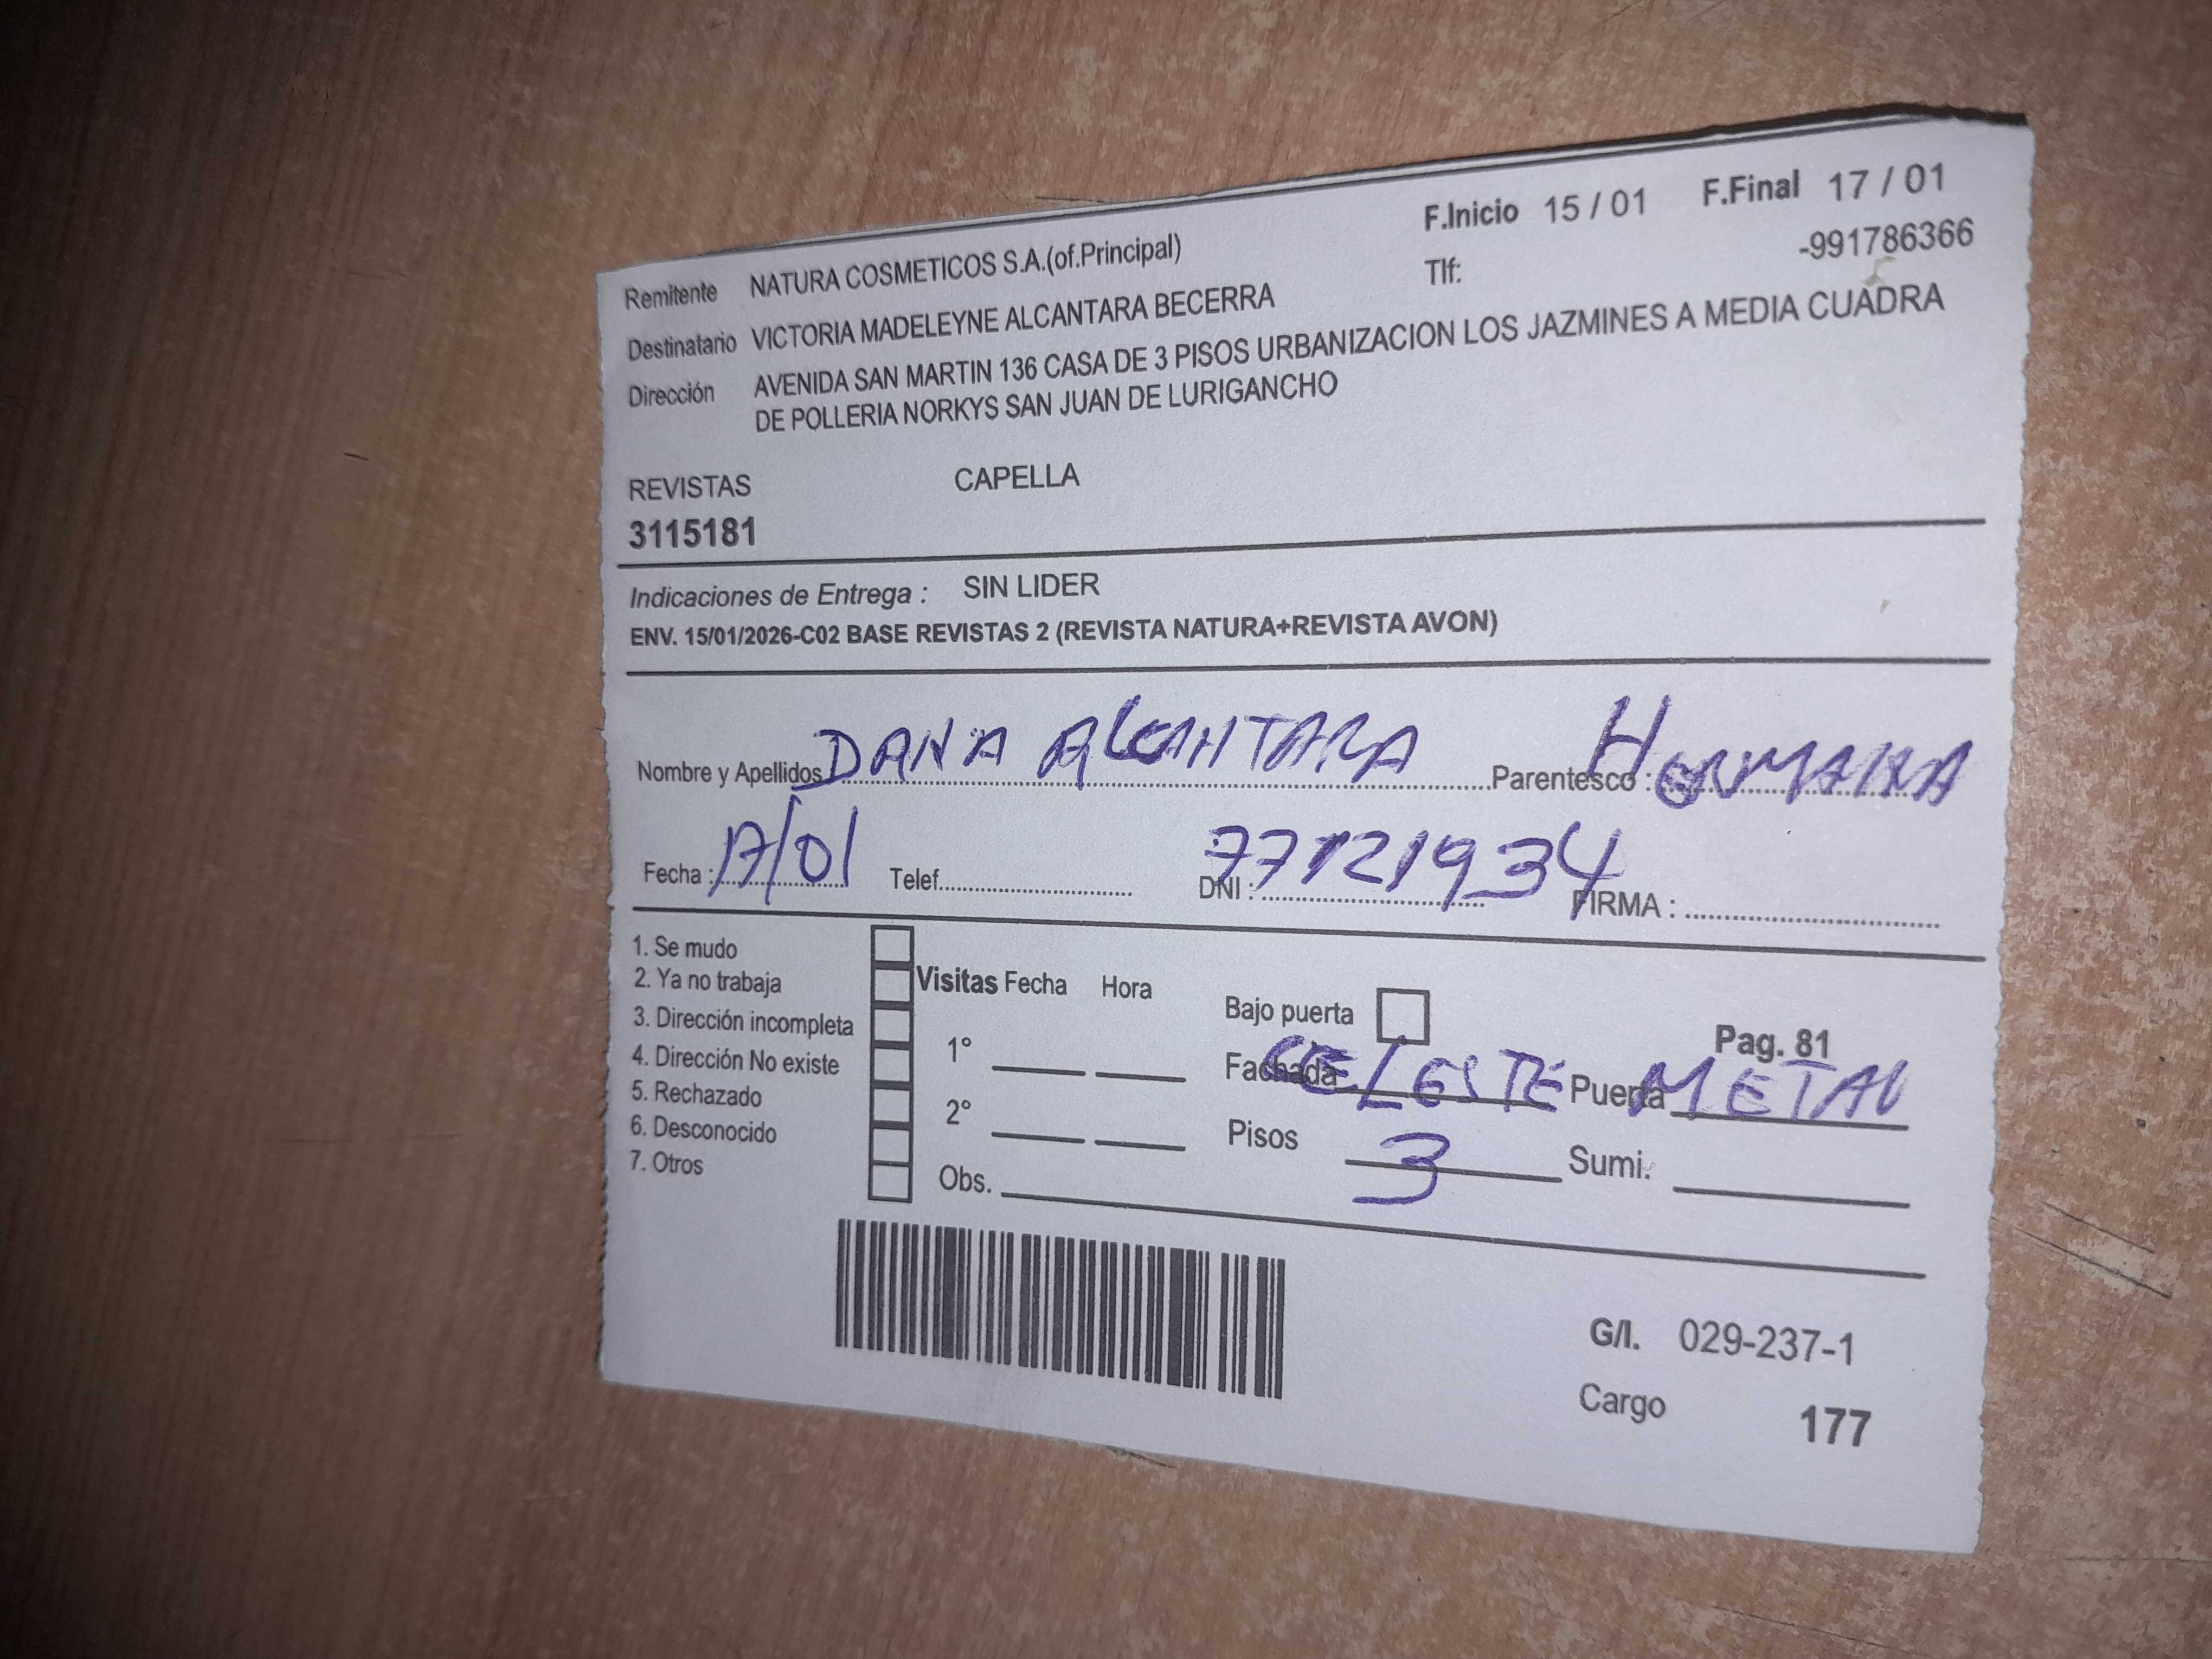 Remitente NATURA COSMETICOS S.A.(of.Principal) F.Inicio 15 / 01 F.Final 17 / 01
Destinatario VICTORIA MADELEYNE ALCANTARA BECERRA Tlf: -991786366
Dirección AVENIDA SAN MARTIN 136 CASA DE 3 PISOS URBANIZACION LOS JAZMINES A MEDIA CUADRA
DE POLLERIA NORKYS SAN JUAN DE LURIGANCHO
REVISTAS CAPELLA
3115181
Indicaciones de Entrega : SIN LIDER
ENV. 15/01/2026-C02 BASE REVISTAS 2 (REVISTA NATURA+REVISTA AVON)
Nombre y Apellidos DANA ALCANTARA Parentesco : HERMANA
Fecha : 17/01 Telef. DNI : 77121934 FIRMA :
1. Se mudo
2. Ya no trabaja
3. Dirección incompleta
4. Dirección No existe
5. Rechazado
6. Desconocido
7. Otros
Visitas Fecha Hora
1°
2°
Obs.
Bajo puerta Pag. 81
Fachada CELESTE Puerta METAL
Pisos 3 Sumi.
G/I. 029-237-1
Cargo 177